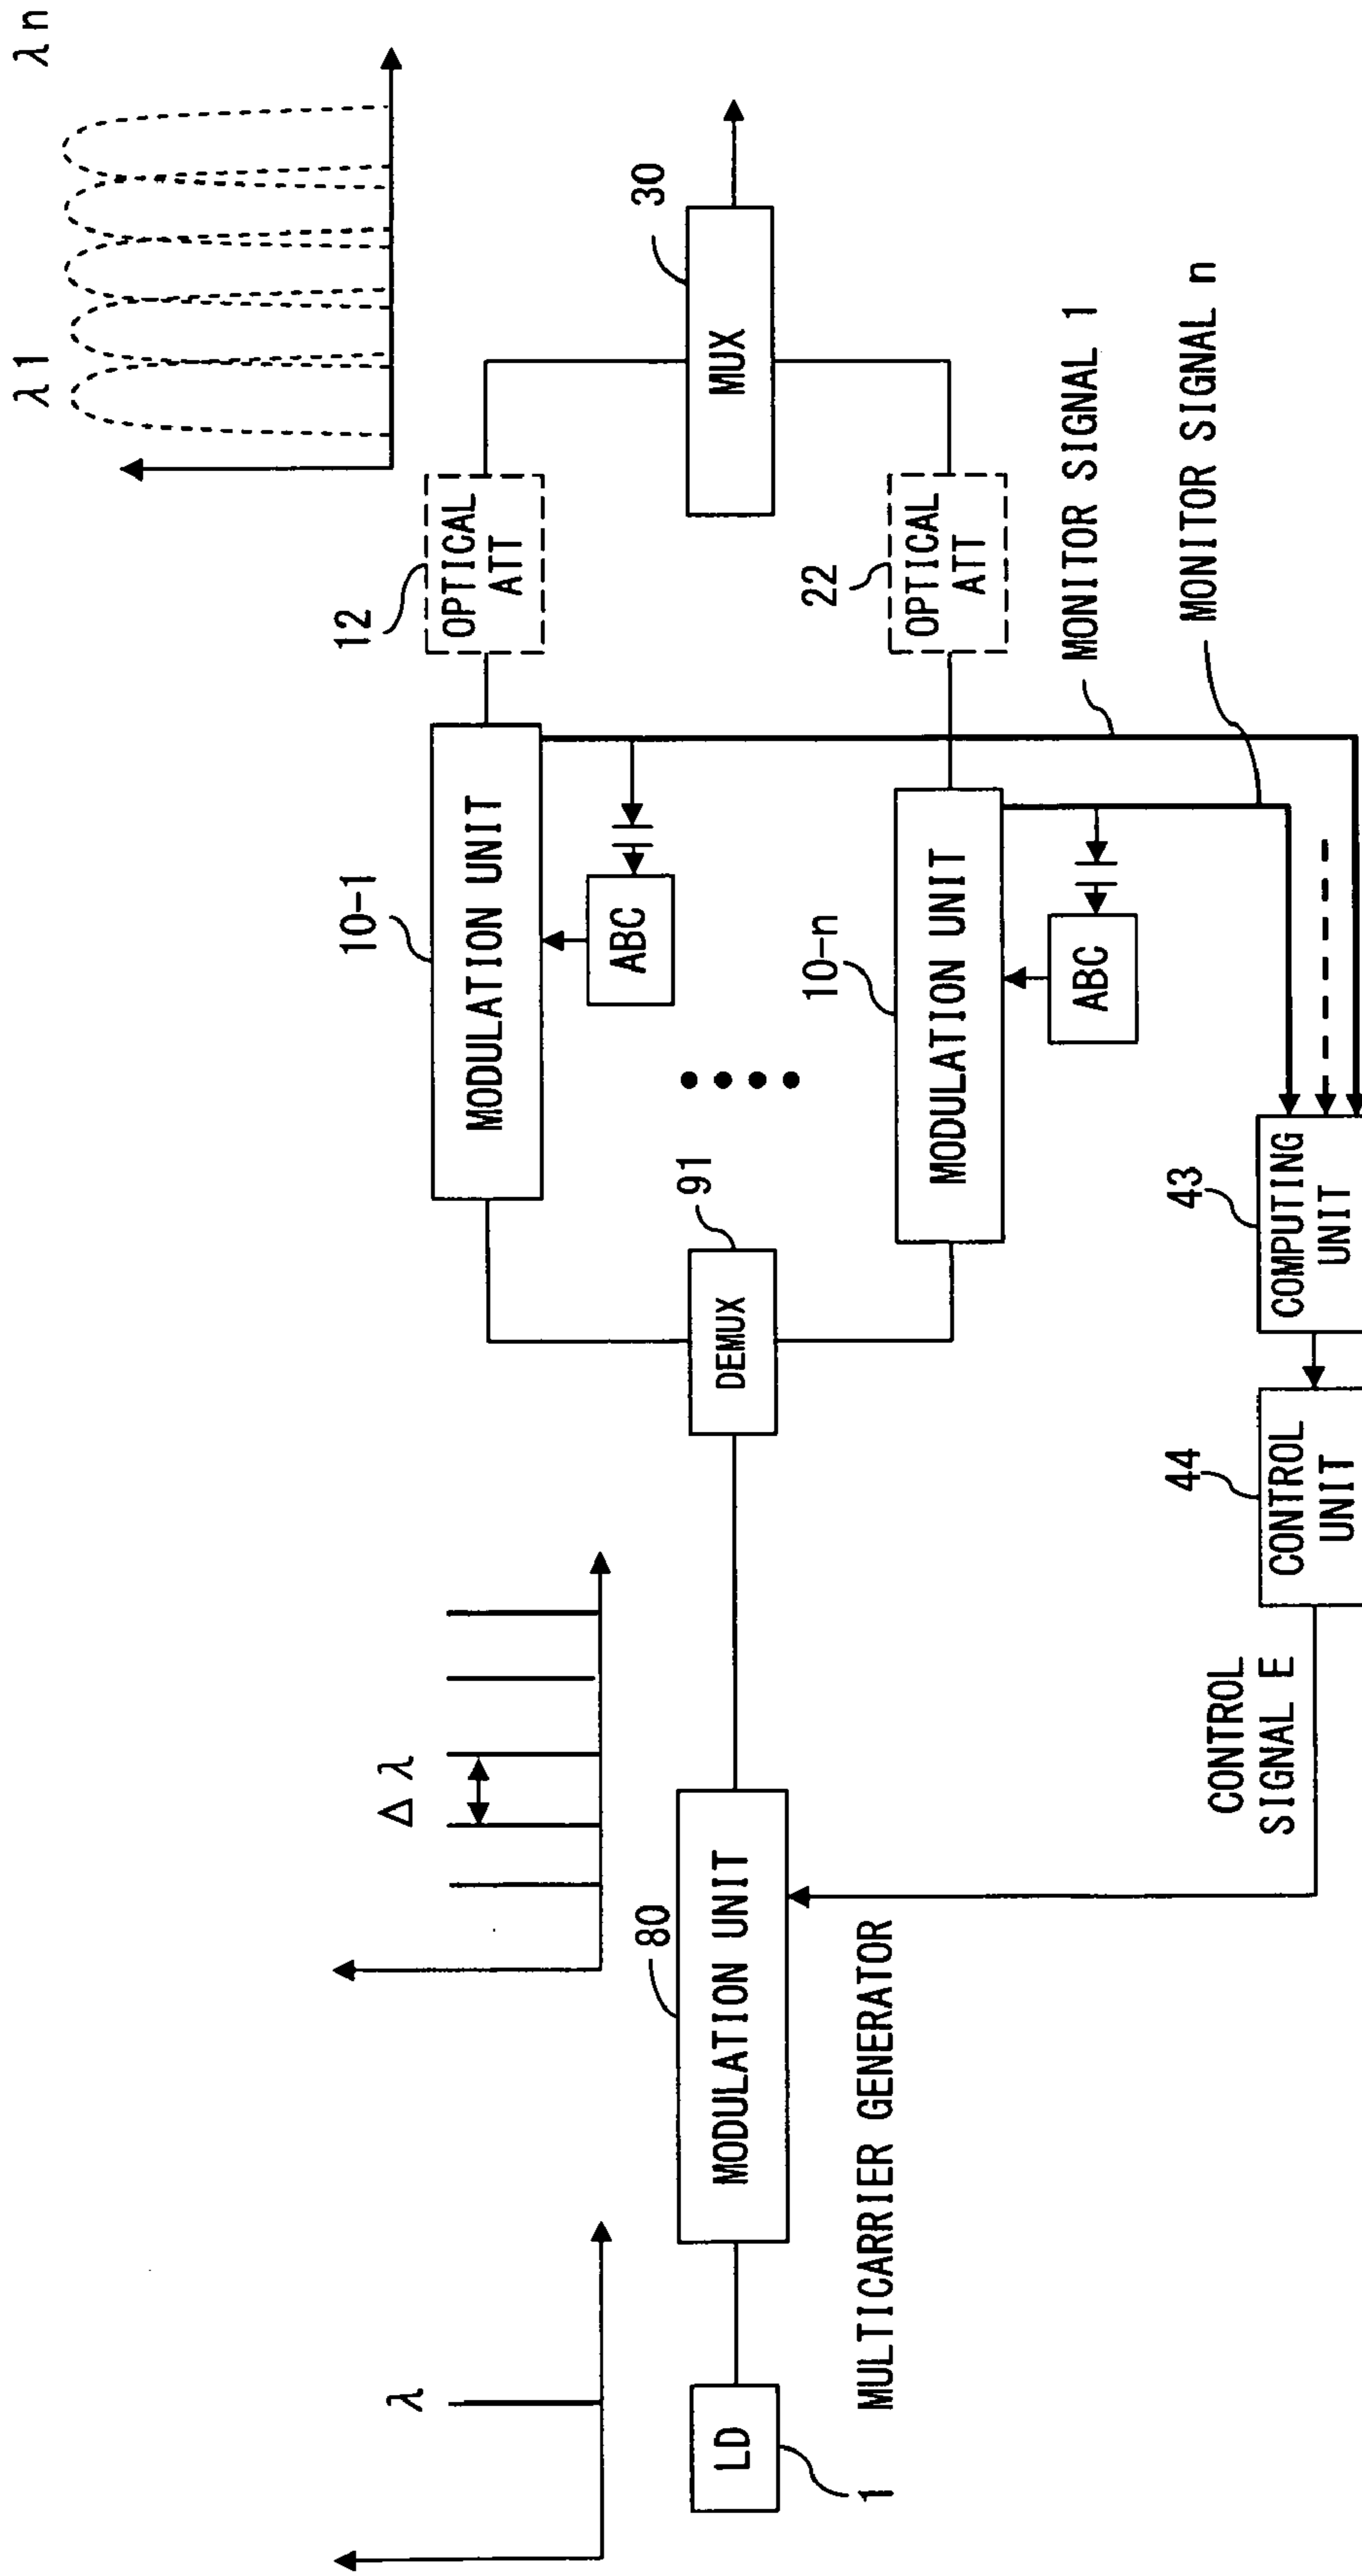 λ
Δλ
λ1
λn
LD
1
MULTICARRIER GENERATOR
MODULATION UNIT
80
DEMUX
91
MODULATION UNIT
10-1
ABC
MODULATION UNIT
10-n
ABC
OPTICAL
ATT
12
OPTICAL
ATT
22
MUX
30
MONITOR SIGNAL 1
MONITOR SIGNAL n
COMPUTING
UNIT
43
CONTROL
UNIT
44
CONTROL
SIGNAL E